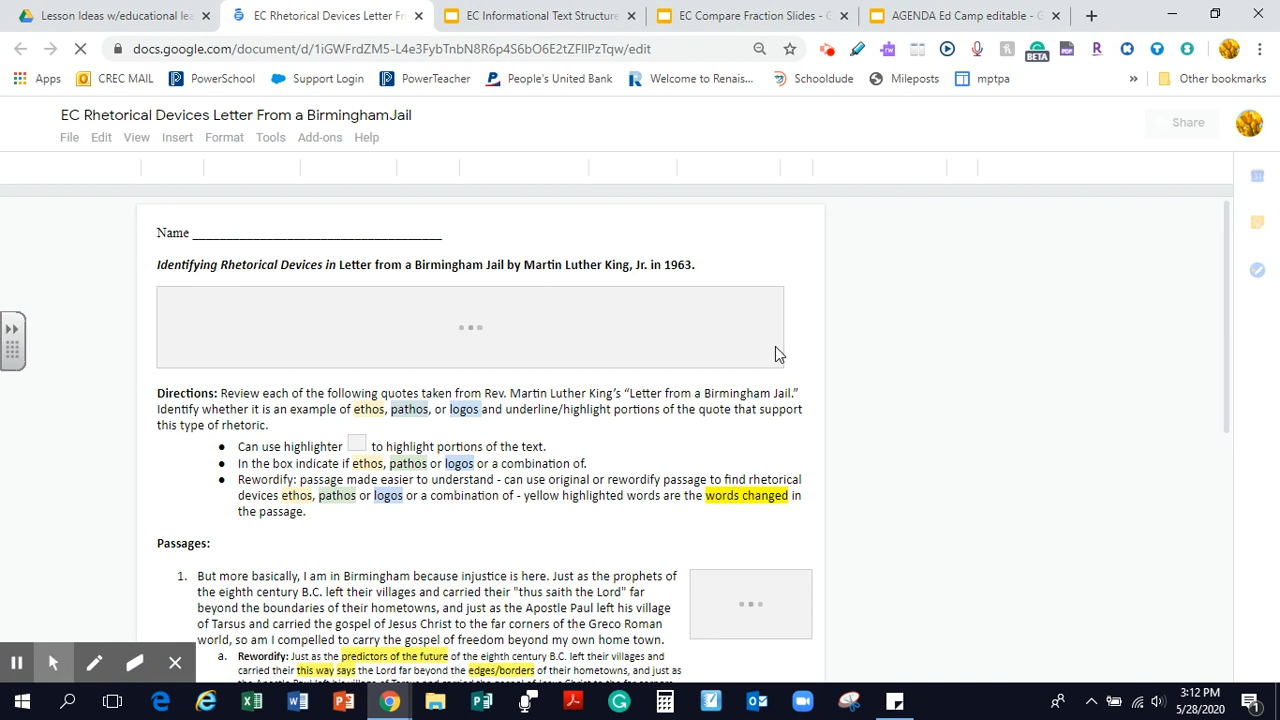 Lesson Ideas w/educational lea
EC Rhetorical Devices Letter Fr
EC Informational Text Structure
EC Compare Fraction Slides - G
AGENDA Ed Camp editable - G
docs.google.com/document/d/1iGWFrdZM5-L4e3FybTnbN8R6p4S6bO6E2tZFlIPzTqw/edit
BETA
Apps
CREC MAIL
PowerSchool
Support Login
PowerTeacher
People's United Bank
Welcome to Renais...
Schooldude
Mileposts
mptpa
»
Other bookmarks
EC Rhetorical Devices Letter From a BirminghamJail
File Edit View Insert Format Tools Add-ons Help
Share
Name ____________________________________
Identifying Rhetorical Devices in Letter from a Birmingham Jail by Martin Luther King, Jr. in 1963.
Directions: Review each of the following quotes taken from Rev. Martin Luther King's “Letter from a Birmingham Jail.”
Identify whether it is an example of ethos, pathos, or logos and underline/highlight portions of the quote that support
this type of rhetoric.
● Can use highlighter to highlight portions of the text.
● In the box indicate if ethos, pathos or logos or a combination of.
● Rewordify: passage made easier to understand - can use original or rewordify passage to find rhetorical
devices ethos, pathos or logos or a combination of - yellow highlighted words are the words changed in
the passage.
Passages:
1. But more basically, I am in Birmingham because injustice is here. Just as the prophets of
the eighth century B.C. left their villages and carried their "thus saith the Lord" far
beyond the boundaries of their hometowns, and just as the Apostle Paul left his village
of Tarsus and carried the gospel of Jesus Christ to the far corners of the Greco Roman
world, so am I compelled to carry the gospel of freedom beyond my own home town.
a. Rewordify: Just as the predictors of the future of the eighth century B.C. left their villages and
carried their this way says the Lord far beyond the edges/borders of their hometowns, and just as
3:12 PM
5/28/2020